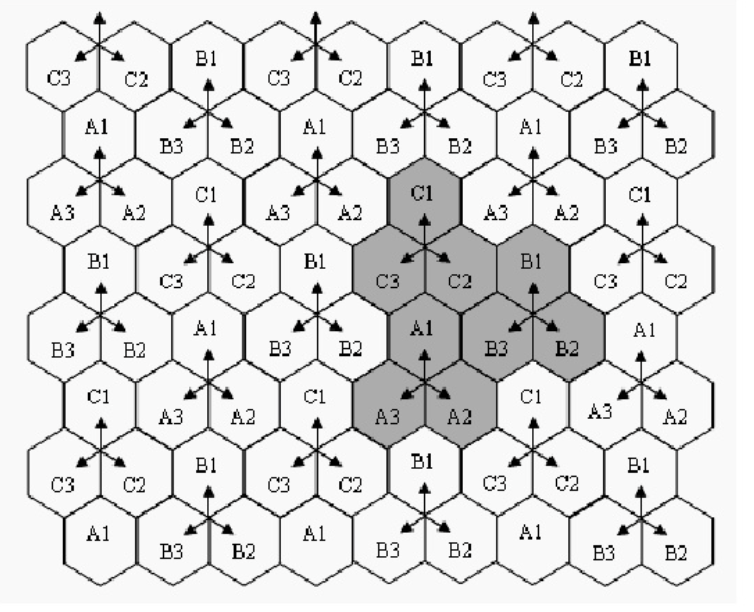 C3 C2 B1 C3 C2 B1 C3 C2 B1
A1 B3 B2 A1 B3 B2 A1 B3 B2
A3 A2 C1 A3 A2 C1 A3 A2 C1
B1 C3 C2 B1 C3 C2 B1 C3 C2
B3 B2 A1 B3 B2 A1 B3 B2 A1
C1 A3 A2 C1 A3 A2 C1 A3 A2
C3 C2 B1 C3 C2 B1 C3 C2 B1
A1 B3 B2 A1 B3 B2 A1 B3 B2